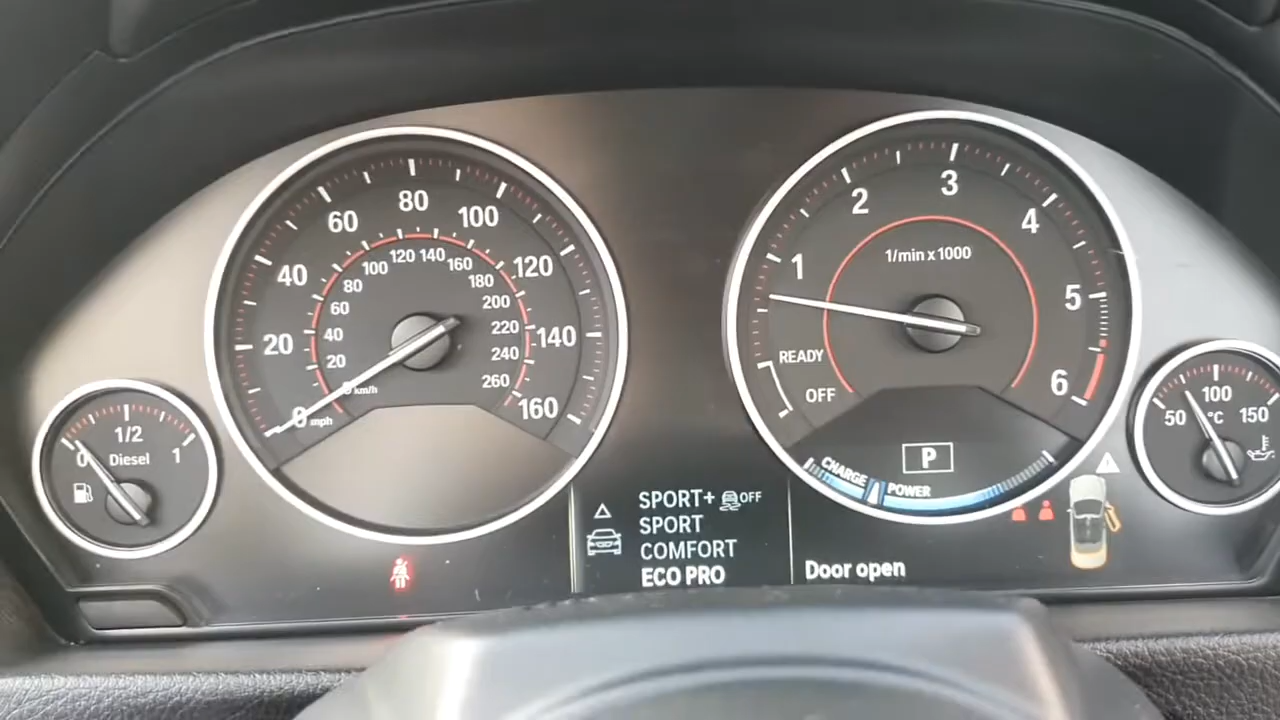 20
40
60
80
100
120
140
160
0 mph
20
40
60
80
100
120
140
160
180
200
220
240
260
km/h
1
2
3
4
5
6
1/min x 1000
READY
OFF
P
CHARGE
POWER
0
1/2
1
Diesel
50
100
150
°C
SPORT+ OFF
SPORT
COMFORT
ECO PRO
Door open